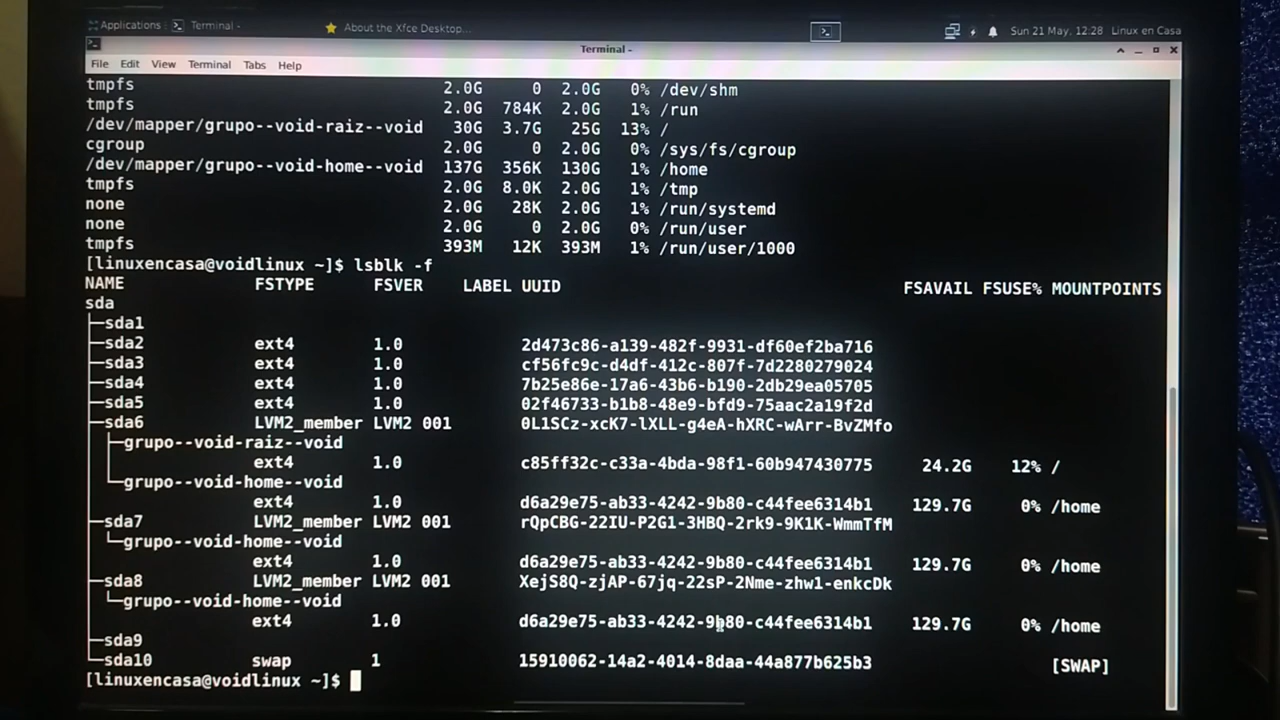 Applications Terminal - About the Xfce Desktop... Sun 21 May, 12:28 Linux en Casa
Terminal -
File Edit View Terminal Tabs Help
tmpfs 2.0G 0 2.0G 0% /dev/shm
tmpfs 2.0G 784K 2.0G 1% /run
/dev/mapper/grupo--void-raiz--void 30G 3.7G 25G 13% /
cgroup 2.0G 0 2.0G 0% /sys/fs/cgroup
/dev/mapper/grupo--void-home--void 137G 356K 130G 1% /home
tmpfs 2.0G 8.0K 2.0G 1% /tmp
none 2.0G 28K 2.0G 1% /run/systemd
none 2.0G 0 2.0G 0% /run/user
tmpfs 393M 12K 393M 1% /run/user/1000
[linuxencasa@voidlinux ~]$ lsblk -f
NAME FSTYPE FSVER LABEL UUID FSAVAIL FSUSE% MOUNTPOINTS
sda
├─sda1
├─sda2 ext4 1.0 2d473c86-a139-482f-9931-df60ef2ba716
├─sda3 ext4 1.0 cf56fc9c-d4df-412c-807f-7d2280279024
├─sda4 ext4 1.0 7b25e86e-17a6-43b6-b190-2db29ea05705
├─sda5 ext4 1.0 02f46733-b1b8-48e9-bfd9-75aac2a19f2d
├─sda6 LVM2_member LVM2 001 0L1SCz-xcK7-lXLL-g4eA-hXRC-wArr-BvZMfo
│ ├─grupo--void-raiz--void
│ │ ext4 1.0 c85ff32c-c33a-4bda-98f1-60b947430775 24.2G 12% /
│ └─grupo--void-home--void
│ ext4 1.0 d6a29e75-ab33-4242-9b80-c44fee6314b1 129.7G 0% /home
├─sda7 LVM2_member LVM2 001 rQpCBG-22IU-P2G1-3HBQ-2rk9-9K1K-WmmTfM
│ └─grupo--void-home--void
│ ext4 1.0 d6a29e75-ab33-4242-9b80-c44fee6314b1 129.7G 0% /home
├─sda8 LVM2_member LVM2 001 XejS8Q-zjAP-67jq-22sP-2Nme-zhw1-enkcDk
│ └─grupo--void-home--void
│ ext4 1.0 d6a29e75-ab33-4242-9b80-c44fee6314b1 129.7G 0% /home
├─sda9
└─sda10 swap 1 15910062-14a2-4014-8daa-44a877b625b3 [SWAP]
[linuxencasa@voidlinux ~]$